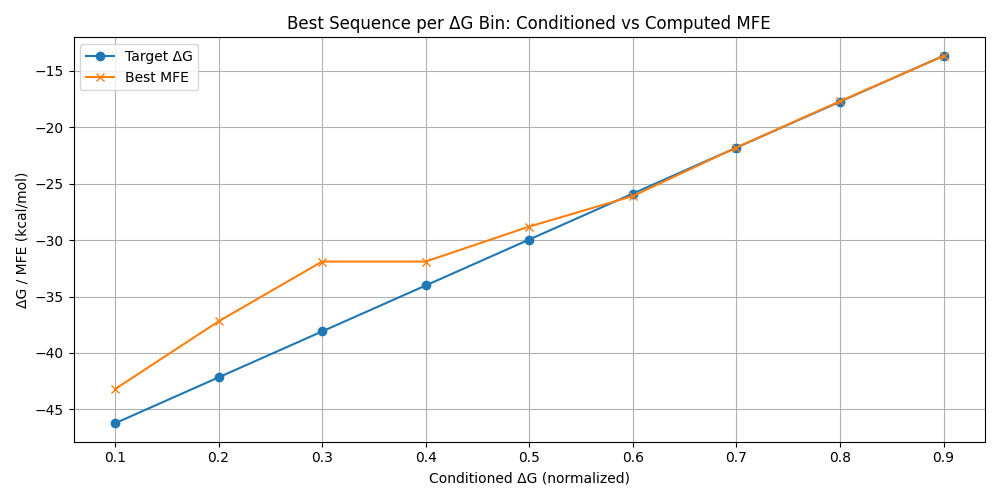 Best Sequence per ΔG Bin: Conditioned vs Computed MFE
Target ΔG
Best MFE
ΔG / MFE (kcal/mol)
−15
−20
−25
−30
−35
−40
−45
0.1 0.2 0.3 0.4 0.5 0.6 0.7 0.8 0.9
Conditioned ΔG (normalized)